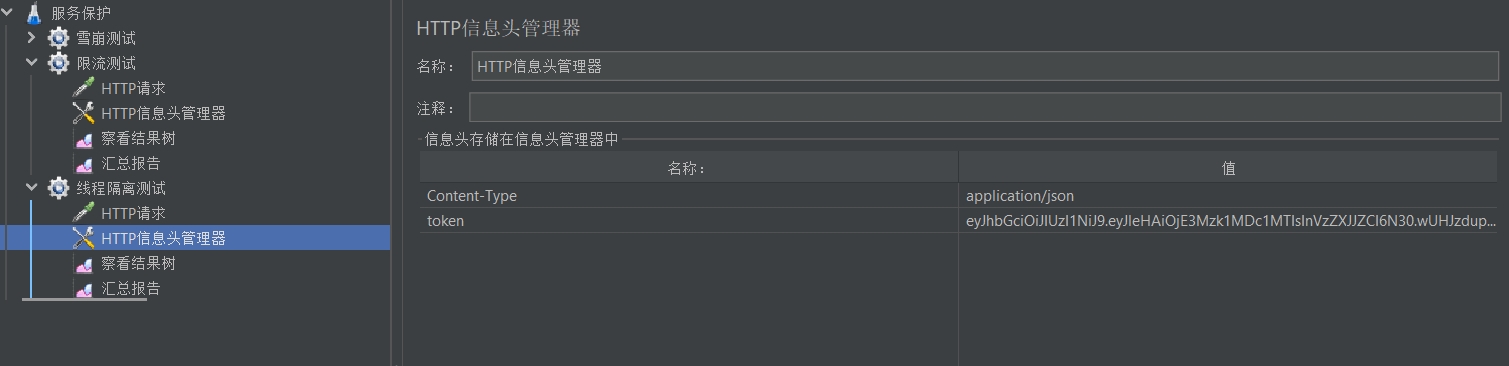 服务保护
雪崩测试
限流测试
HTTP请求
HTTP信息头管理器
察看结果树
汇总报告
线程隔离测试
HTTP请求
HTTP信息头管理器
察看结果树
汇总报告
HTTP信息头管理器
名称： HTTP信息头管理器
注释：
信息头存储在信息头管理器中
名称： 值
Content-Type application/json
token eyJhbGciOiJIUzI1NiJ9.eyJleHAiOjE3Mzk1MDc1MTIsInVzZXJJZCI6N30.wUHJzdup...